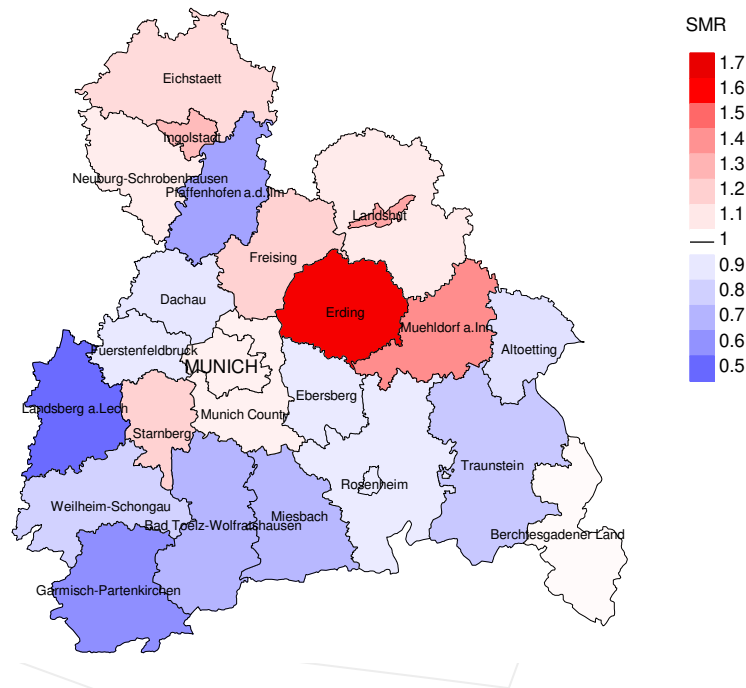 SMR
1.7
1.6
1.5
1.4
1.3
1.2
1.1
1
0.9
0.8
0.7
0.6
0.5
Eichstaett
Ingolstadt
Neuburg-Schrobenhausen
Pfaffenhofen a.d.Ilm
Landshut
Freising
Dachau
Erding
Muehldorf a.Inn
Fuerstenfeldbruck
Altoetting
MUNICH
Ebersberg
Landsberg a.Lech
Munich County
Starnberg
Traunstein
Rosenheim
Weilheim-Schongau
Miesbach
Bad Toelz-Wolfratshausen
Berchtesgadener Land
Garmisch-Partenkirchen